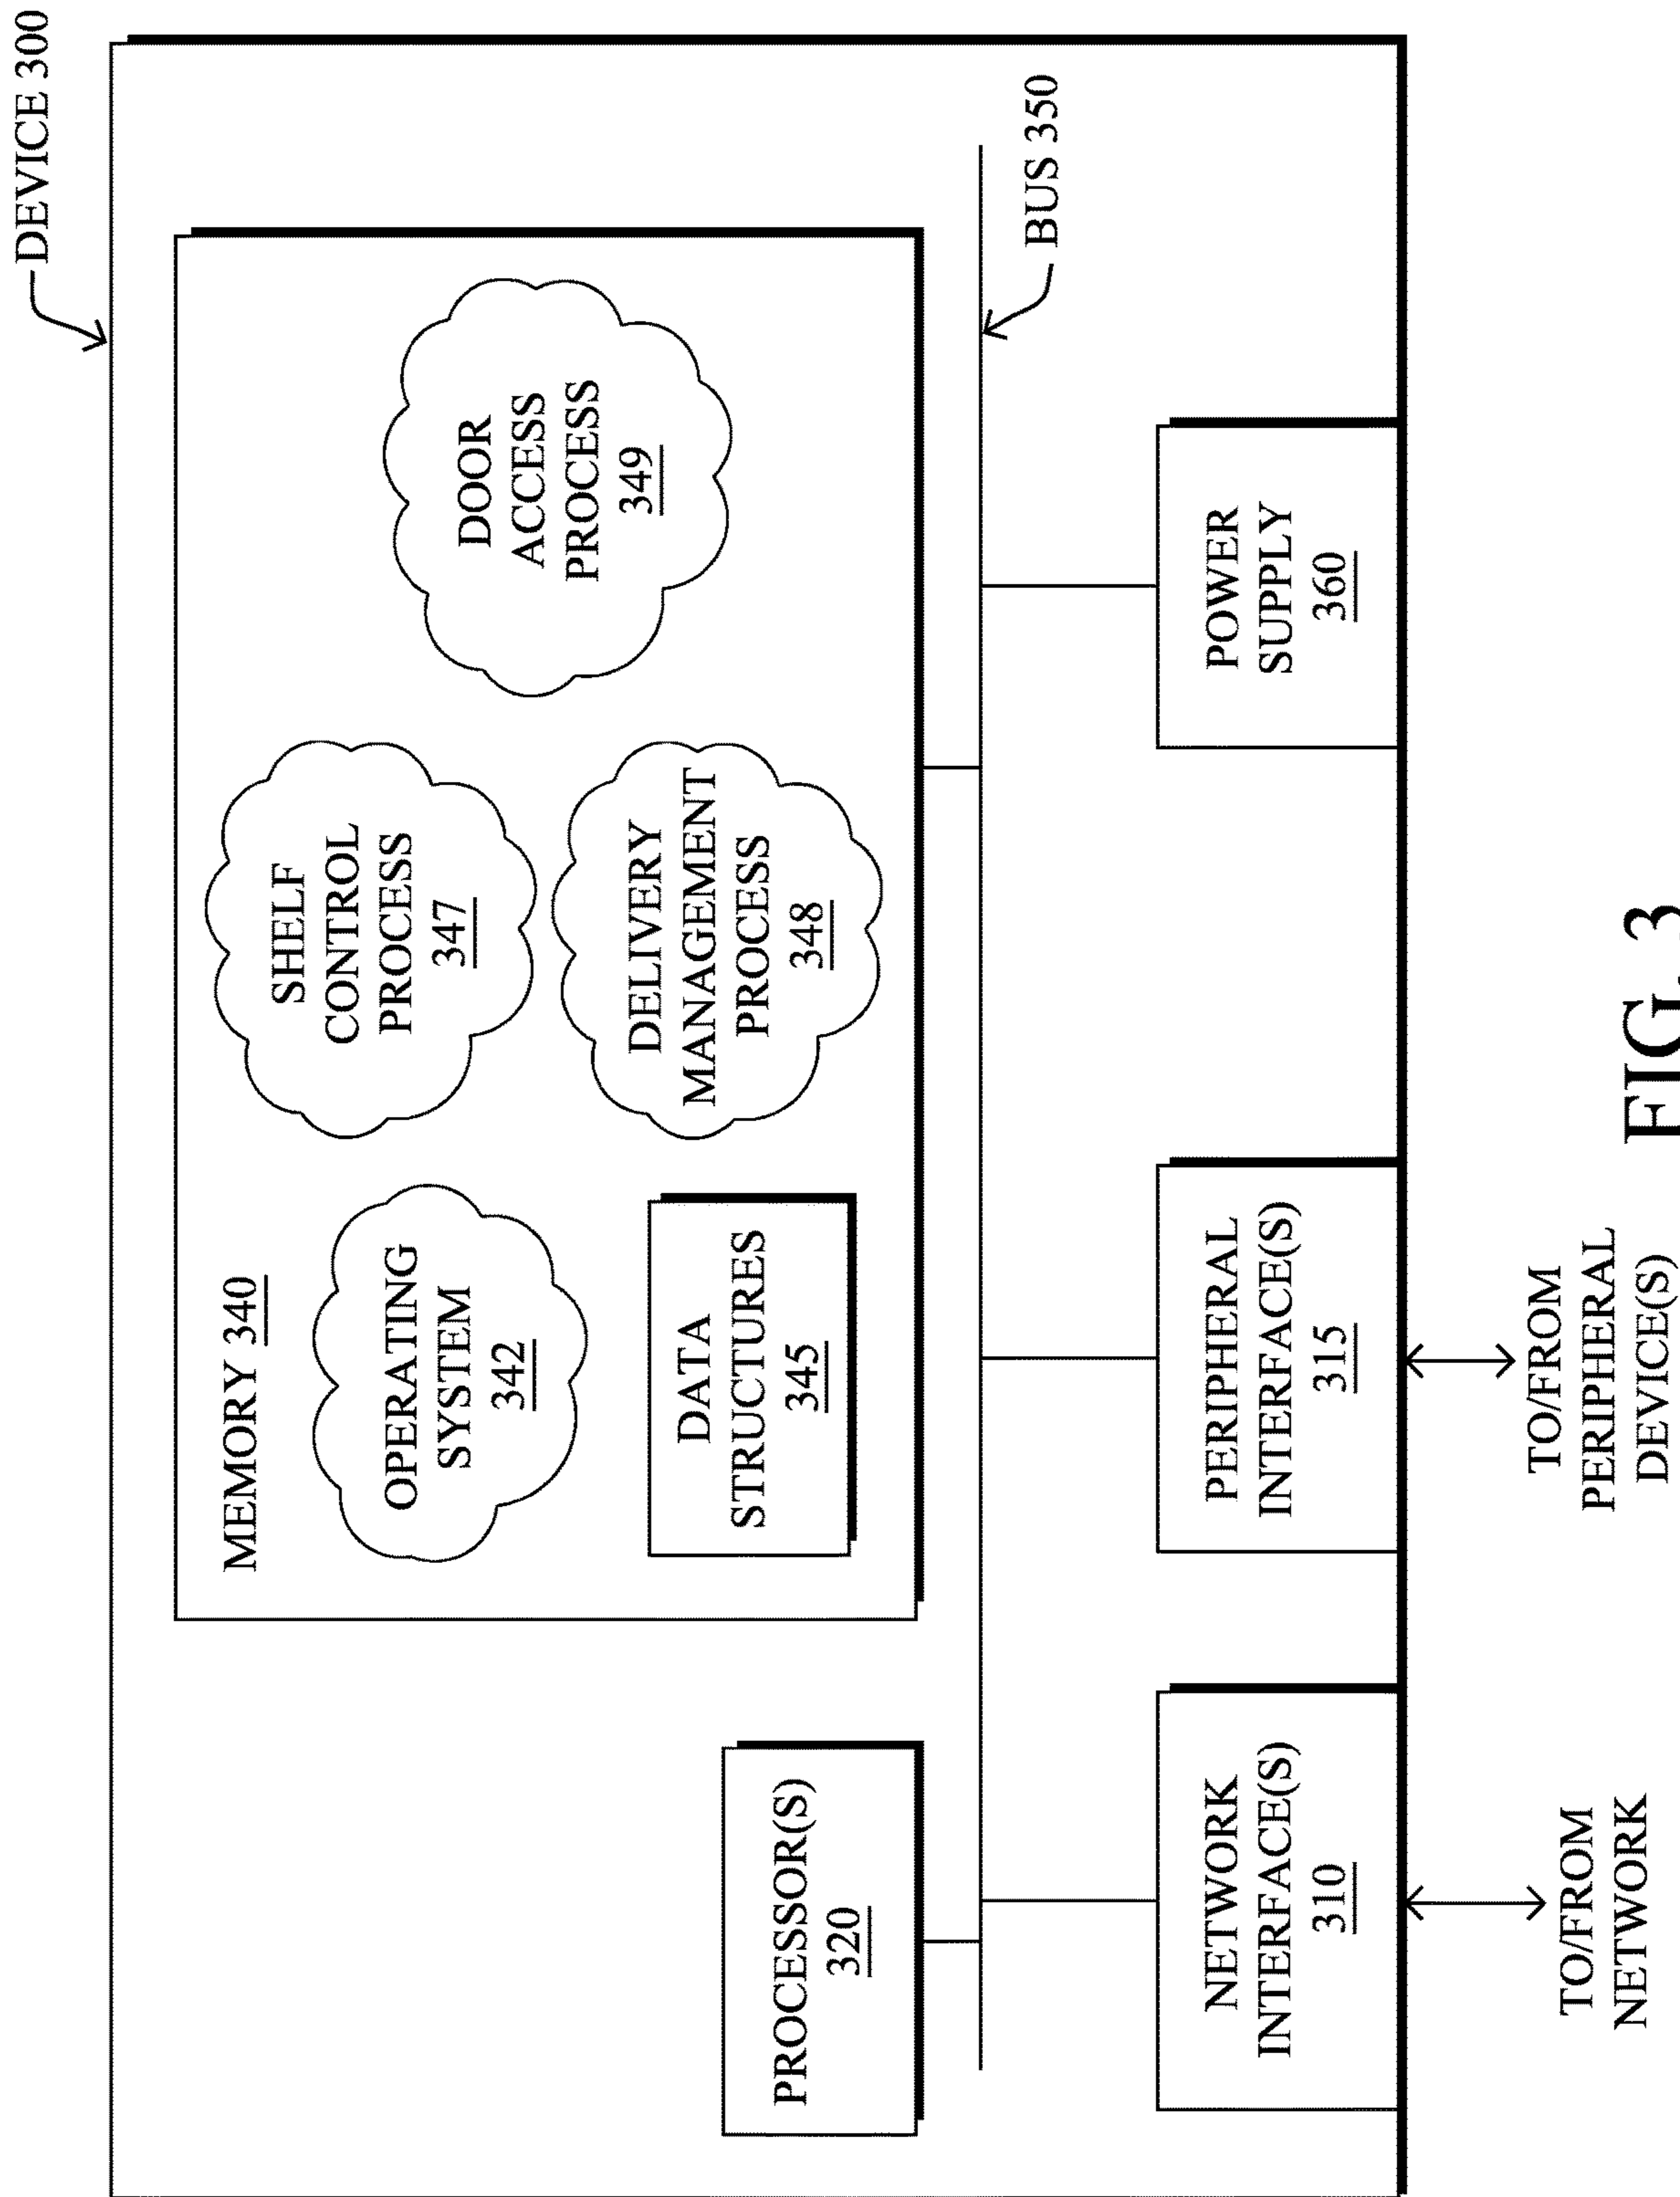 DEVICE 300
MEMORY 340
OPERATING
SYSTEM
342
DATA
STRUCTURES
345
SHELF
CONTROL
PROCESS
347
DELIVERY
MANAGEMENT
PROCESS
348
DOOR
ACCESS
PROCESS
349
PROCESSOR(S)
320
BUS 350
NETWORK
INTERFACE(S)
310
PERIPHERAL
INTERFACE(S)
315
POWER
SUPPLY
360
TO/FROM
NETWORK
TO/FROM
PERIPHERAL
DEVICE(S)
FIG. 3